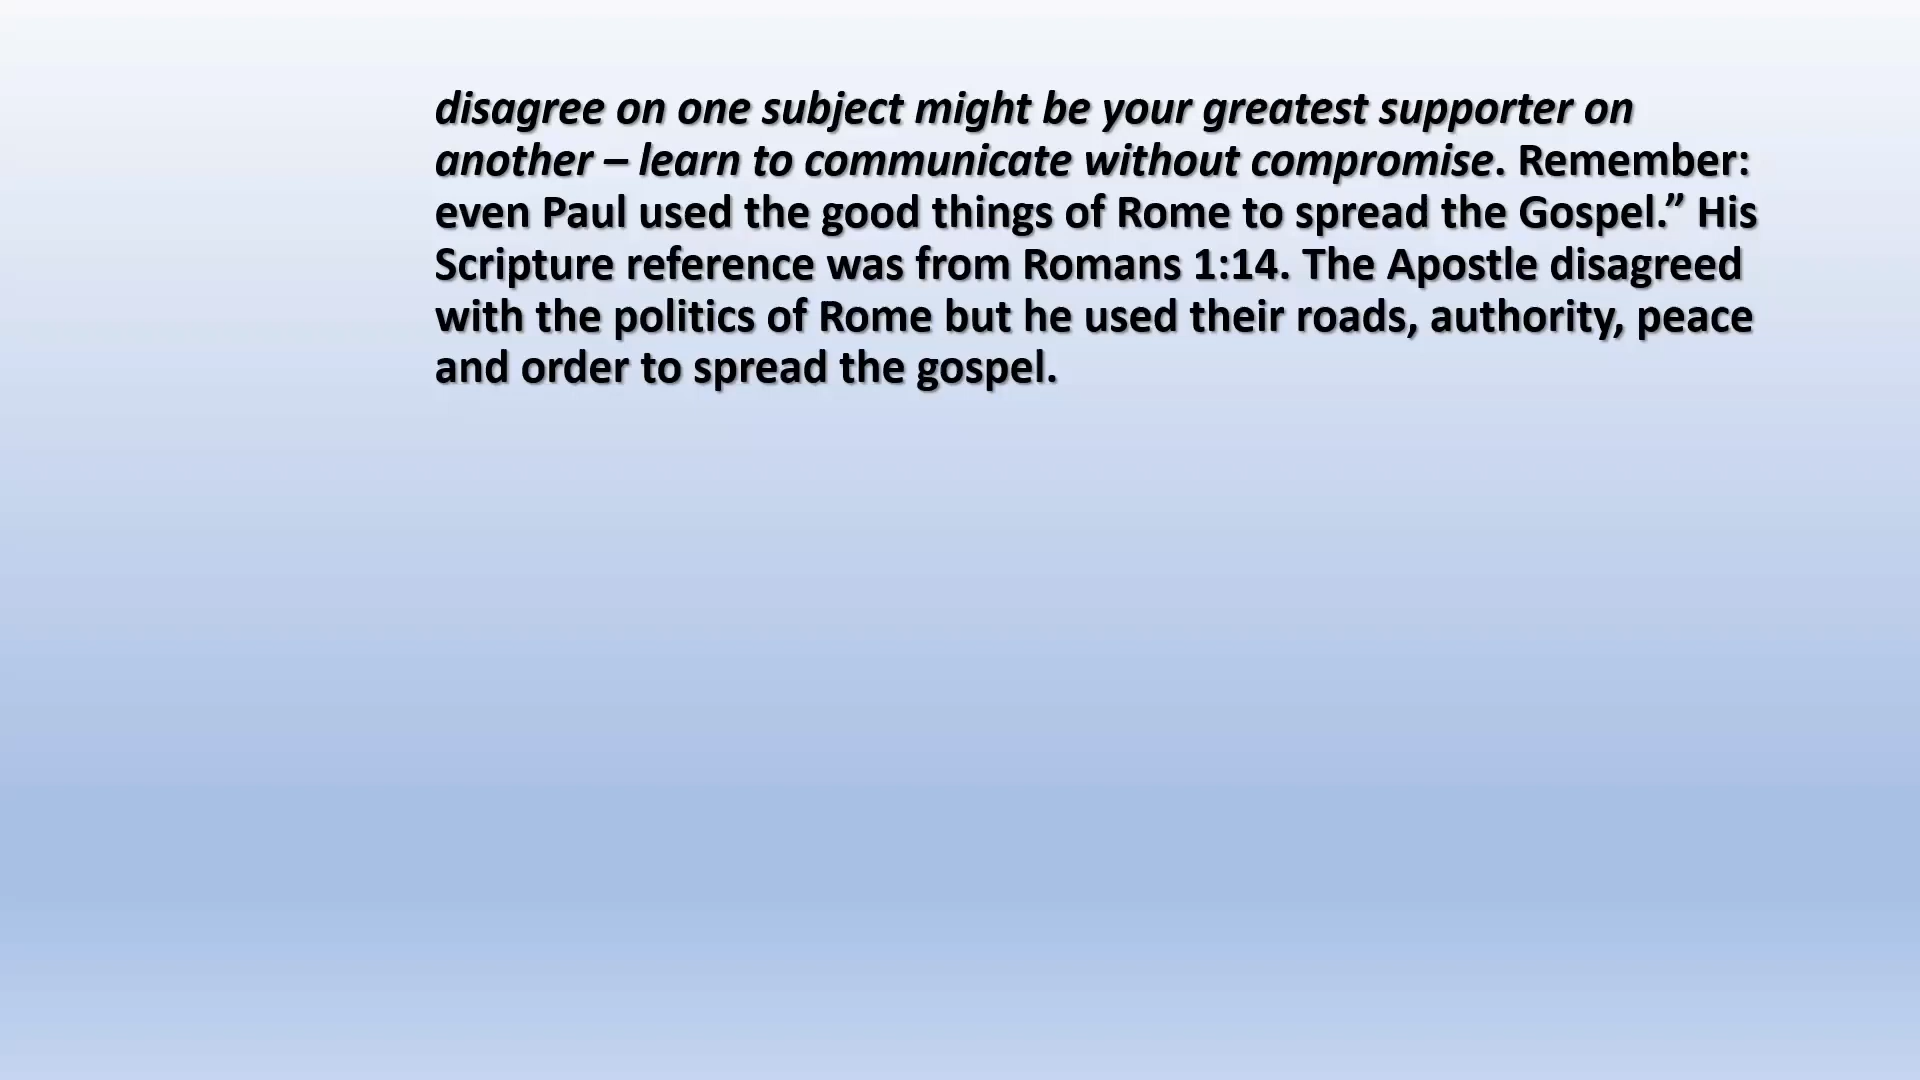 disagree on one subject might be your greatest supporter on
another – learn to communicate without compromise. Remember:
even Paul used the good things of Rome to spread the Gospel.” His
Scripture reference was from Romans 1:14. The Apostle disagreed
with the politics of Rome but he used their roads, authority, peace
and order to spread the gospel.